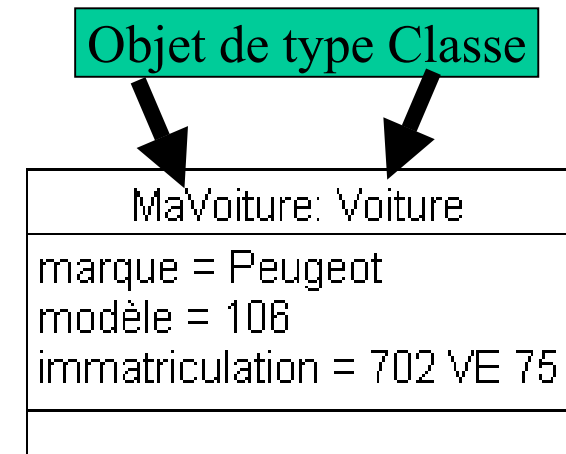 Objet de type Classe
MaVoiture: Voiture
marque = Peugeot
modèle = 106
immatriculation = 702 VE 75